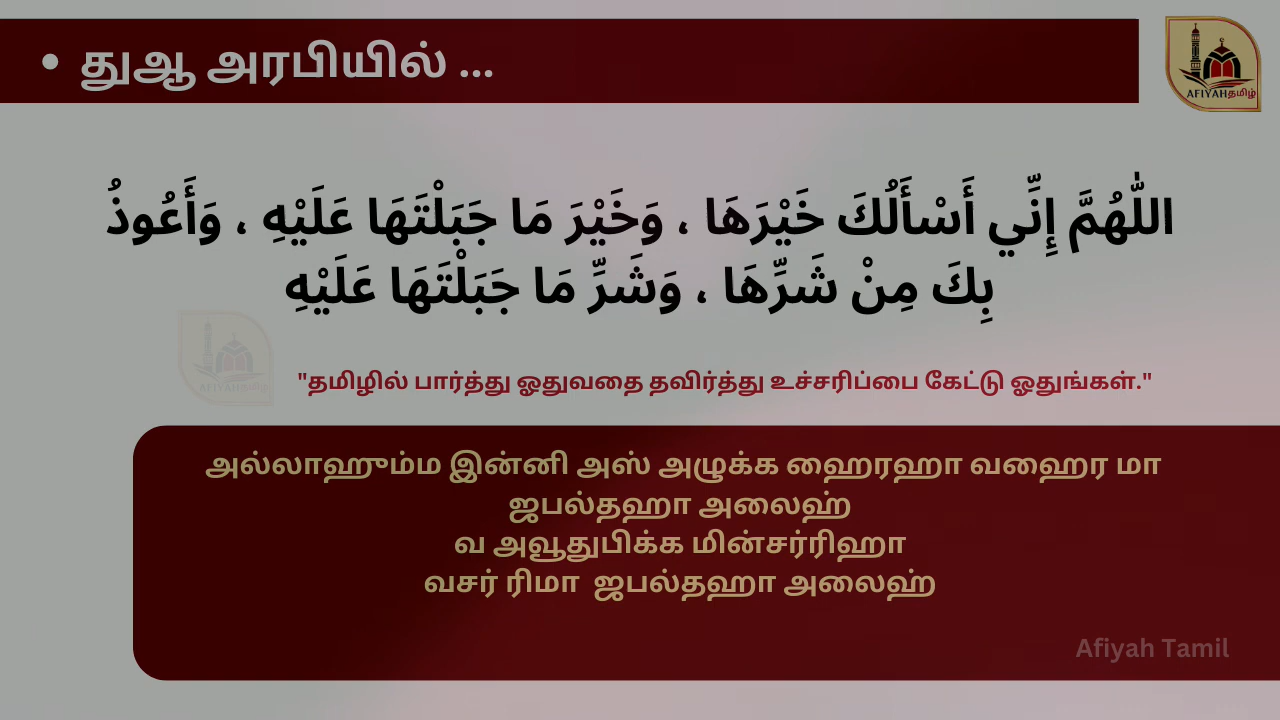 • துஆ அரபியில் ...
AFIYAHதமிழ்
اللّٰهُمَّ إِنِّي أَسْأَلُكَ خَيْرَهَا ، وَخَيْرَ مَا جَبَلْتَهَا عَلَيْهِ ، وَأَعُوذُ
بِكَ مِنْ شَرِّهَا ، وَشَرِّ مَا جَبَلْتَهَا عَلَيْهِ
AFIYAHதமிழ்
"தமிழில் பார்த்து ஓதுவதை தவிர்த்து உச்சரிப்பை கேட்டு ஓதுங்கள்."
அல்லாஹும்ம இன்னி அஸ் அழுக்க ஹைரஹா வஹைர மா
ஜபல்தஹா அலைஹ்
வ அவூதுபிக்க மின்சர்ரிஹா
வசர் ரிமா ஜபல்தஹா அலைஹ்
Afiyah Tamil